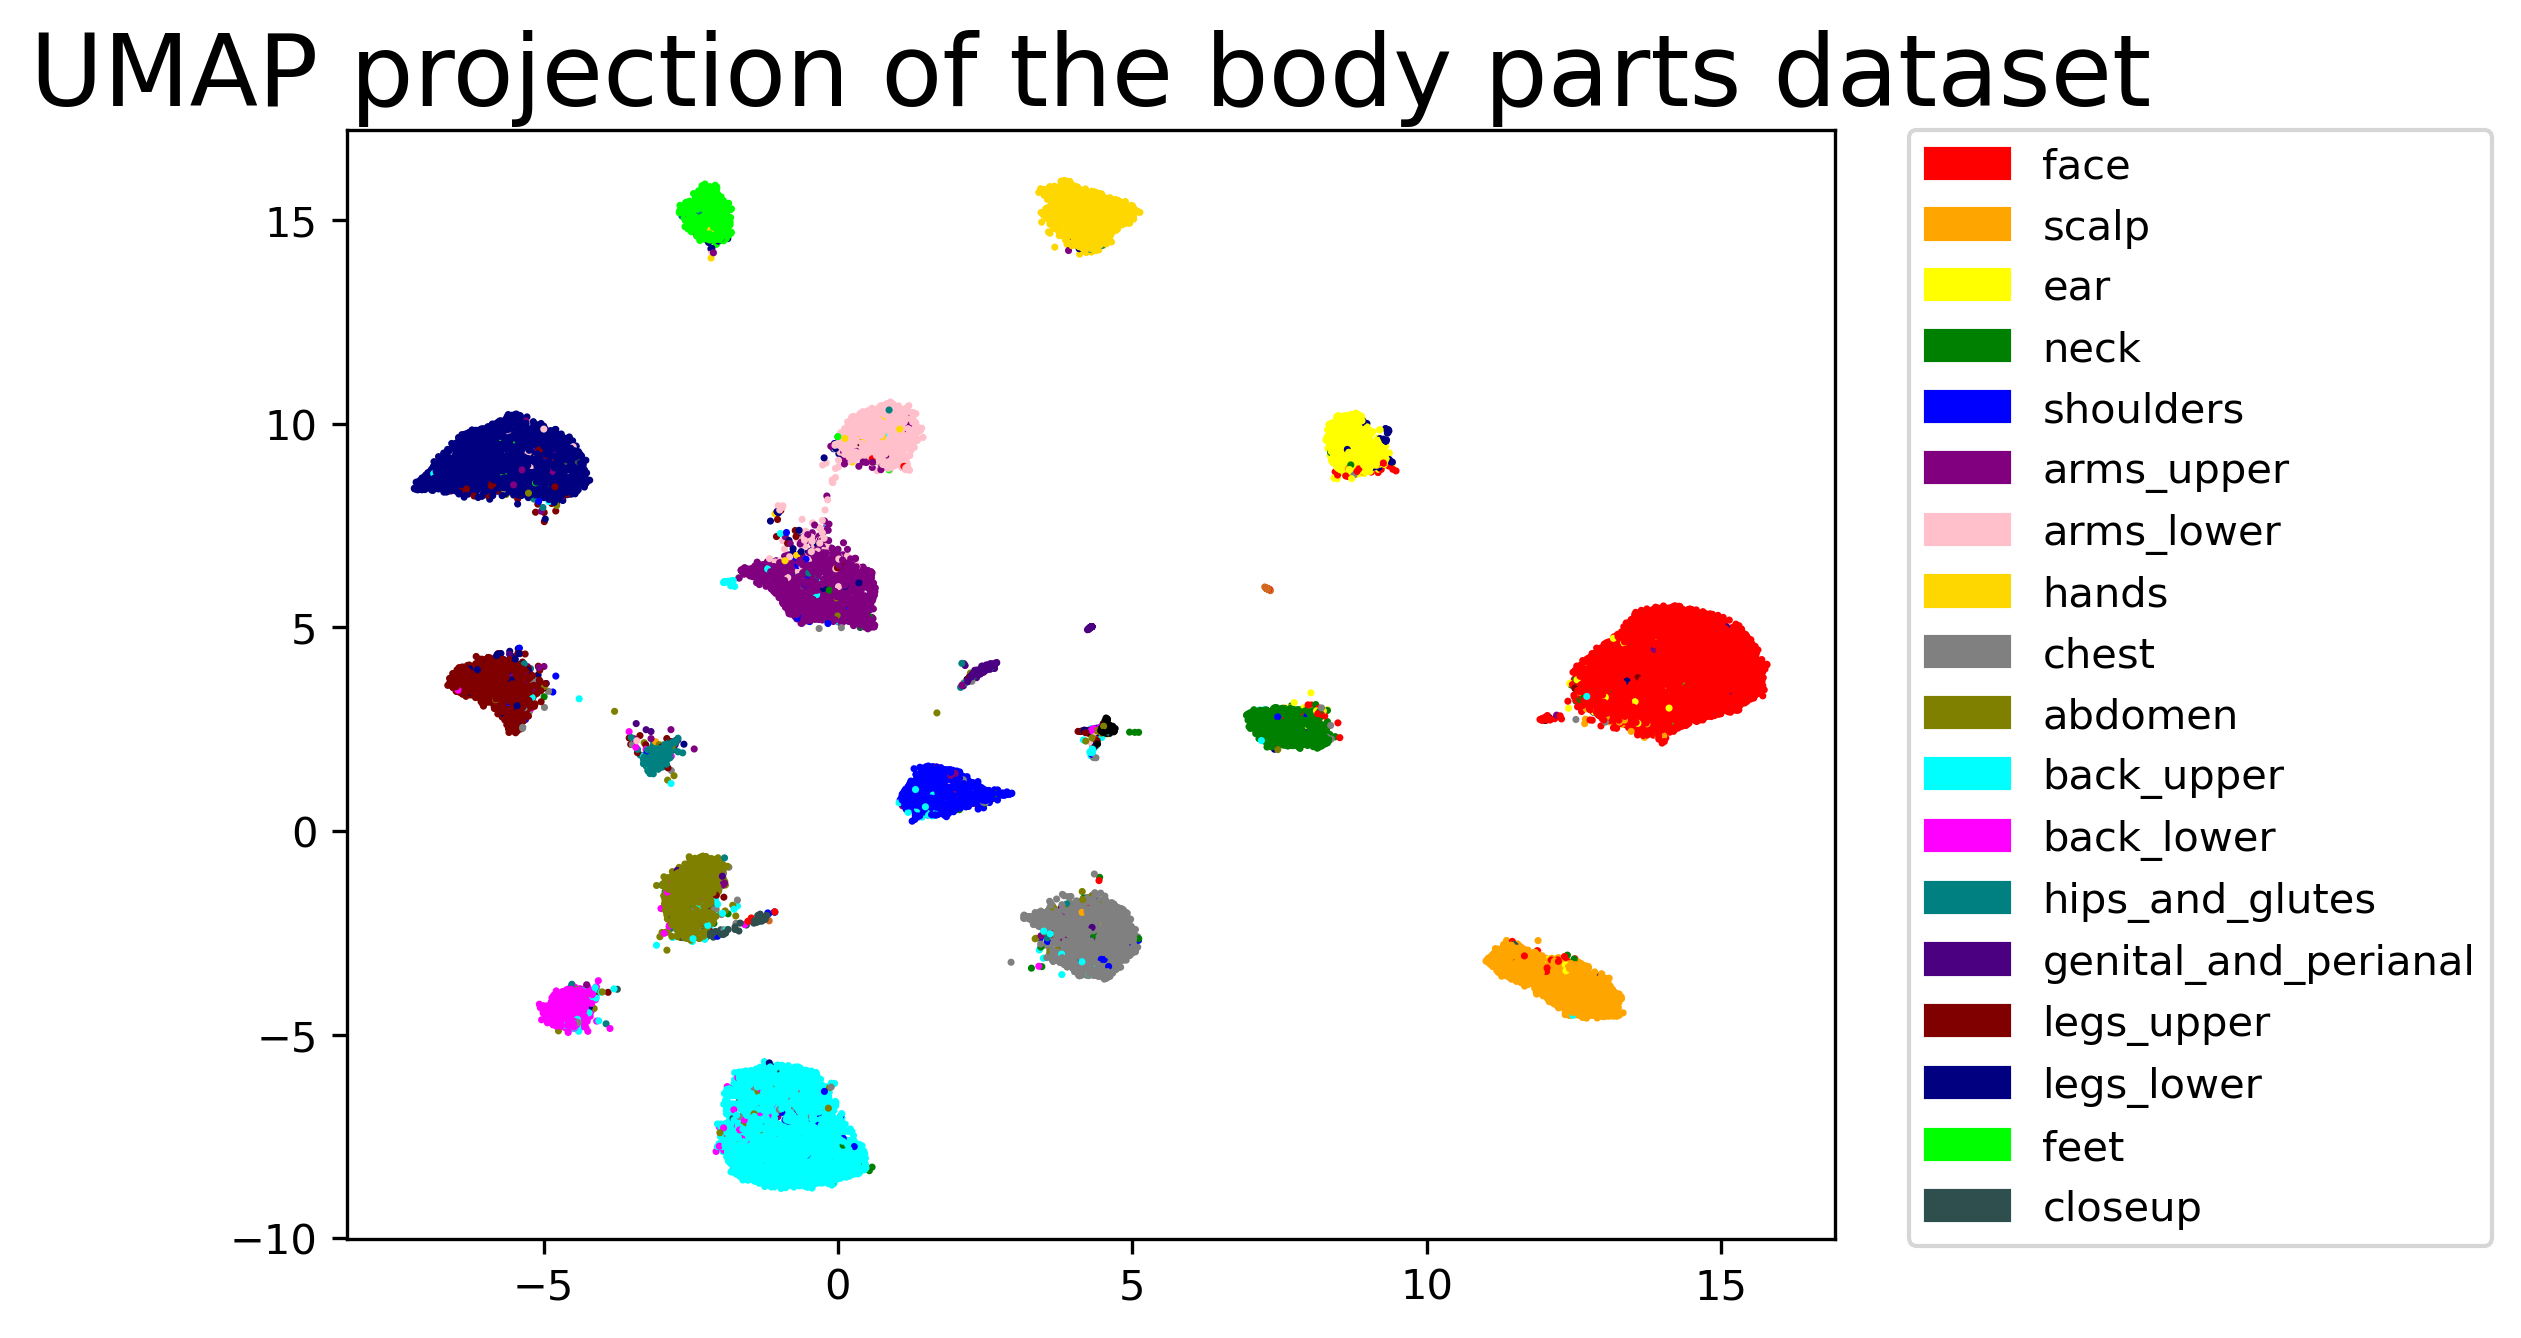 UMAP projection of the body parts dataset
15
10
5
0
−5
−10
−5
0
5
10
15
face
scalp
ear
neck
shoulders
arms_upper
arms_lower
hands
chest
abdomen
back_upper
back_lower
hips_and_glutes
genital_and_perianal
legs_upper
legs_lower
feet
closeup